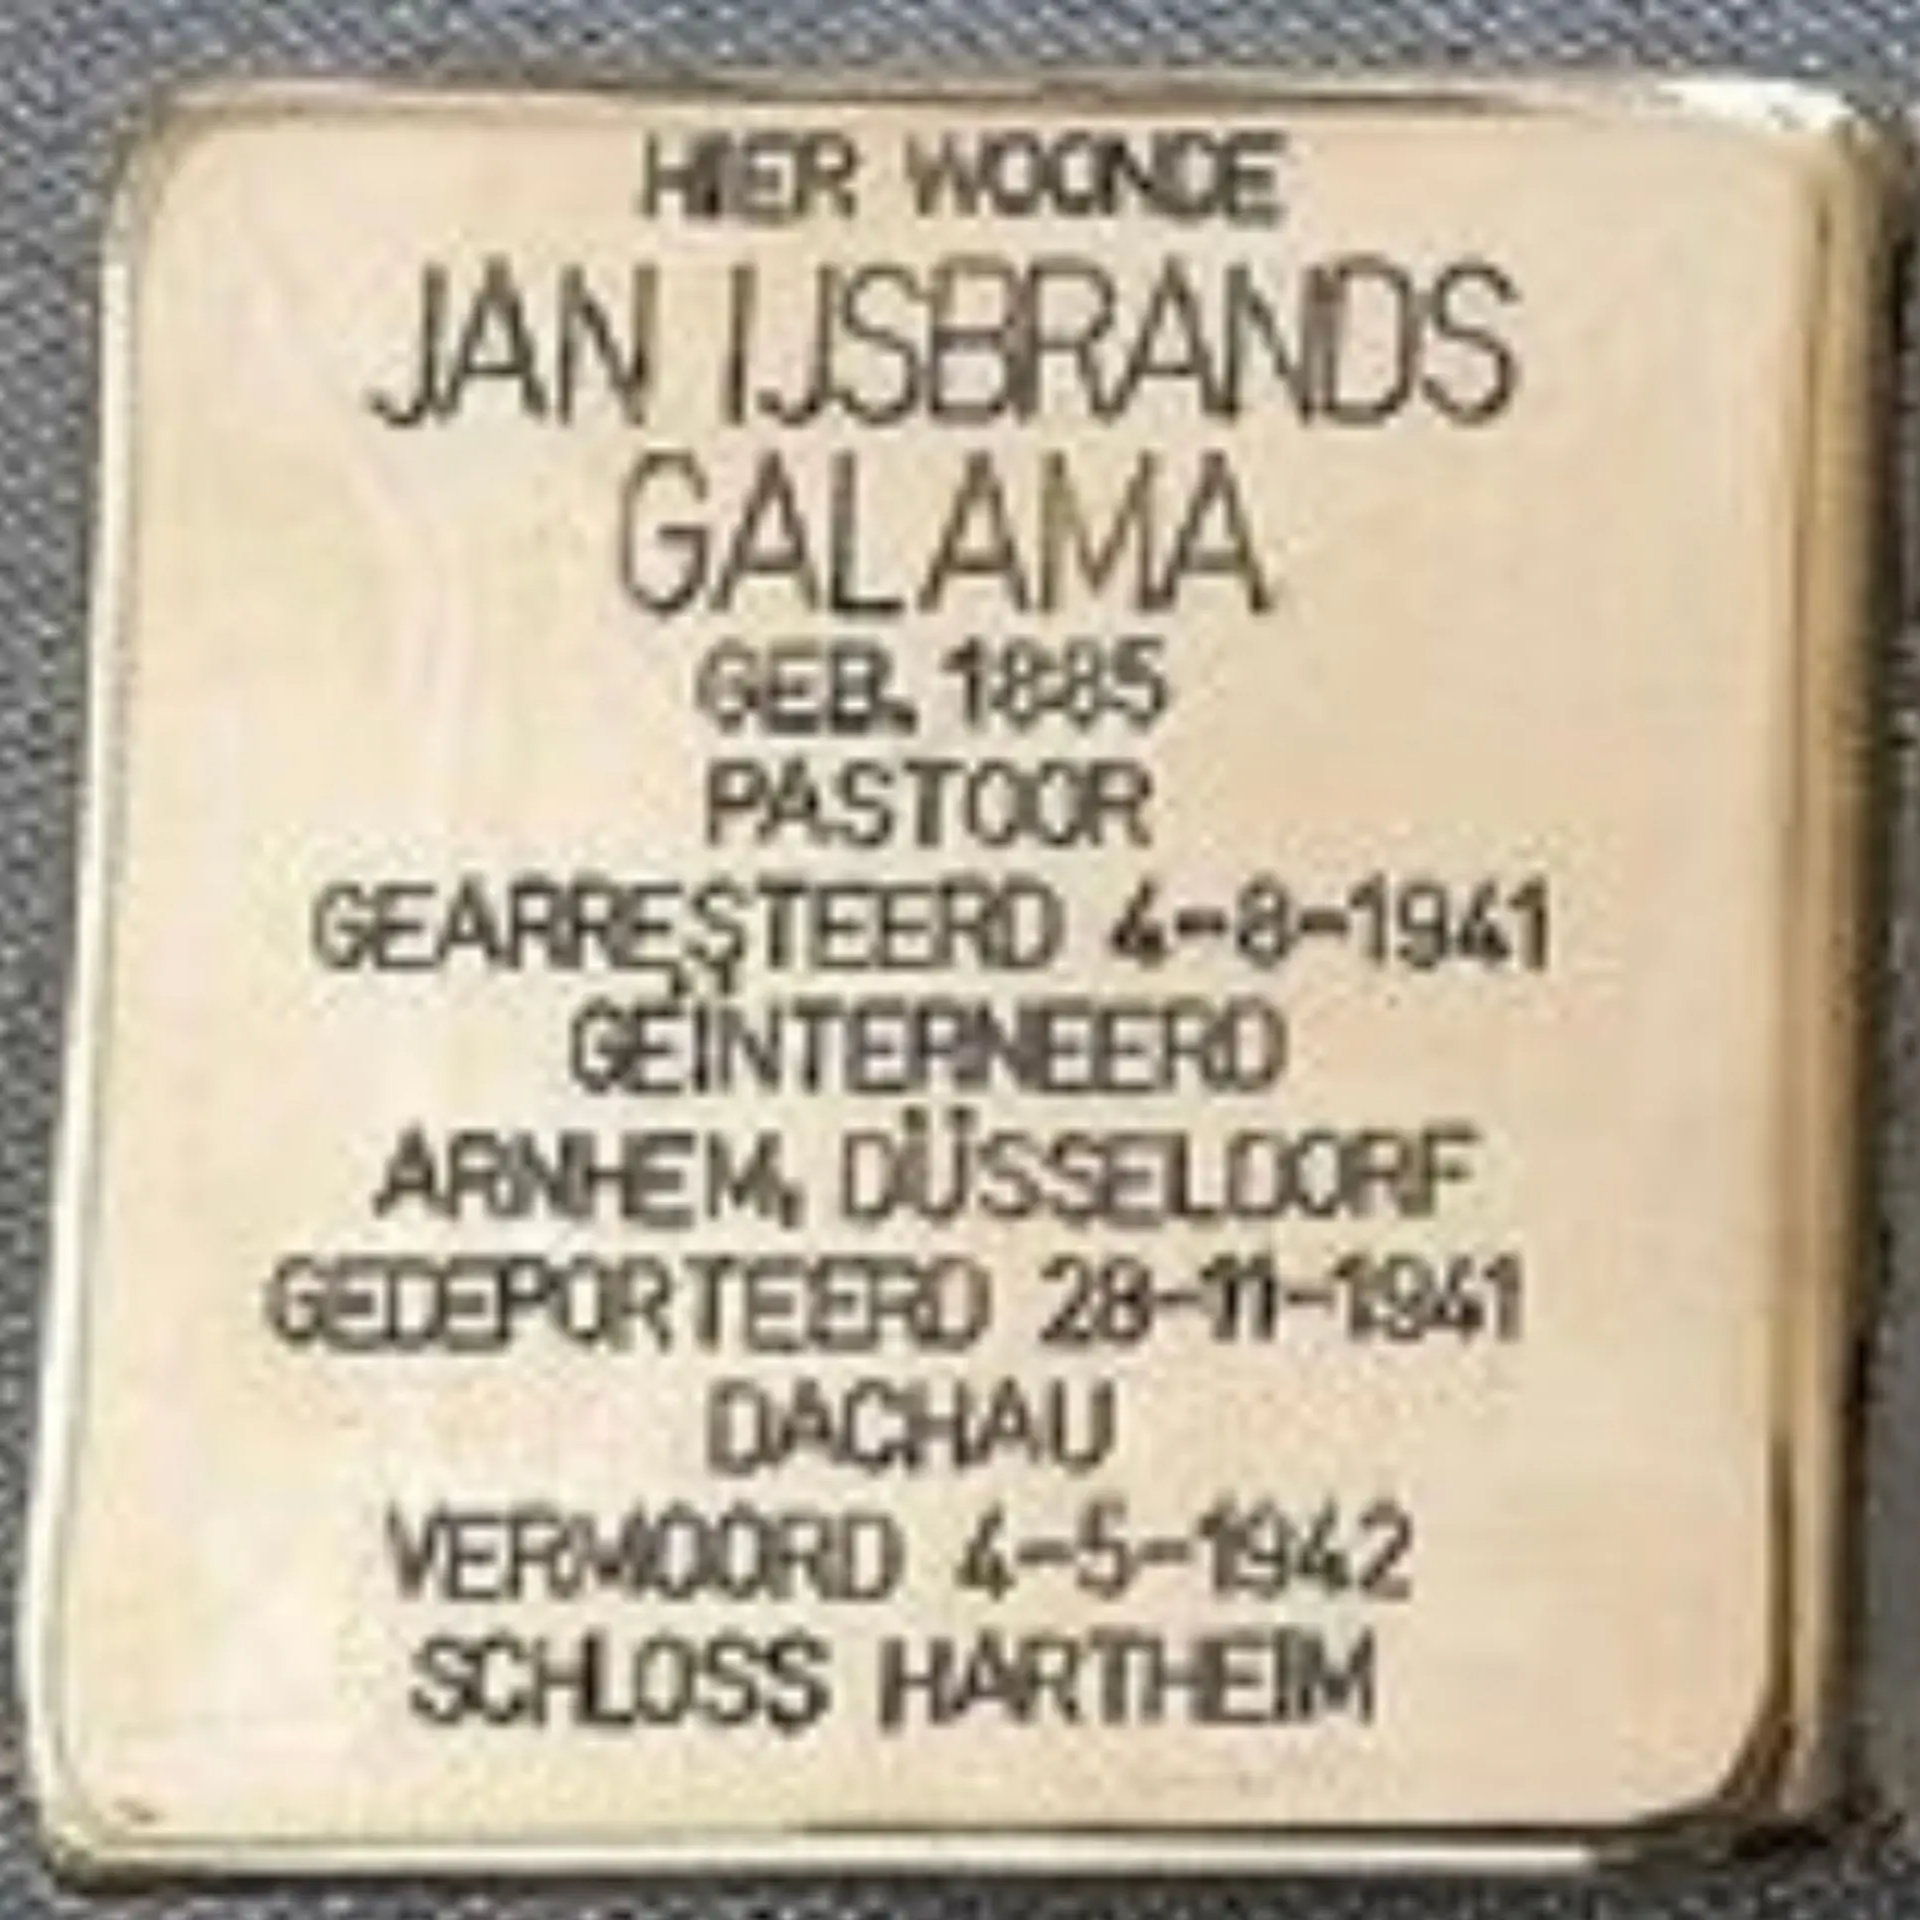 HIER WOONDE
JAN IJSBRANDS
GALAMA
GEB. 1885
PASTOOR
GEARRESTEERD 4-8-1941
GEÏNTERNEERD
ARNHEM, DÜSSELDORF
GEDEPORTEERD 28-11-1941
DACHAU
VERMOORD 4-5-1942
SCHLOSS HARTHEIM